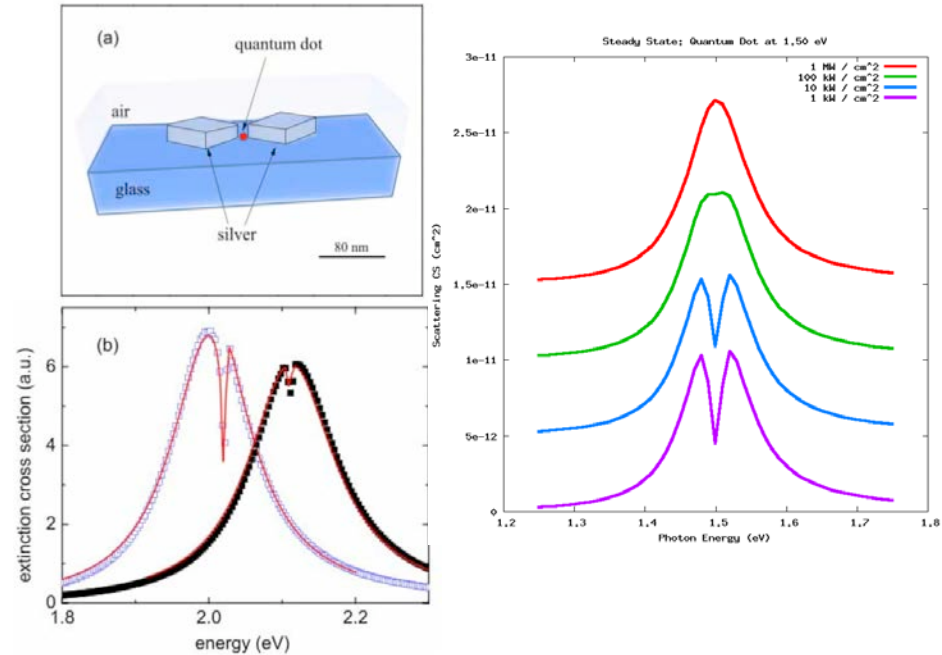 (a)
quantum dot
air
glass
silver
80 nm
(b)
extinction cross section (a.u.)
6
4
2
0
1.8
2.0
2.2
energy (eV)
Steady State; Quantum Dot at 1.50 eV
1 MW / cm^2
100 kW / cm^2
10 kW / cm^2
1 kW / cm^2
Scattering CS (cm^2)
3e-11
2.5e-11
2e-11
1.5e-11
1e-11
5e-12
0
1.2
1.3
1.4
1.5
1.6
1.7
1.8
Photon Energy (eV)